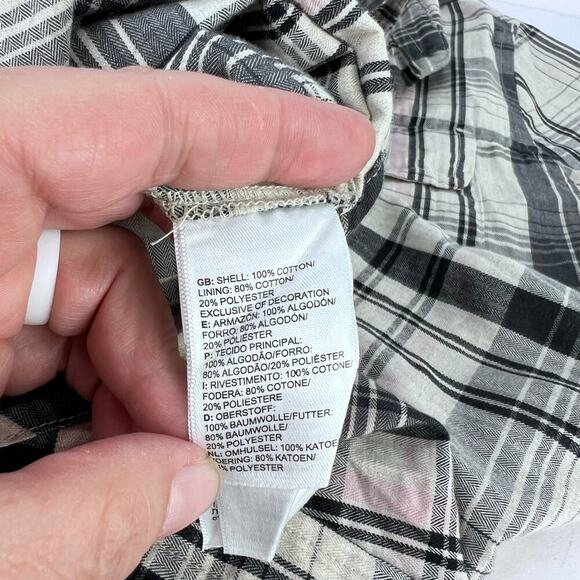 GB: SHELL: 100% COTTON/
LINING: 80% COTTON/
20% POLYESTER
EXCLUSIVE OF DECORATION
E: ARMAZÓN: 100% ALGODÓN/
FORRO: 80% ALGODÓN/
20% POLIÉSTER
P: TECIDO PRINCIPAL:
100% ALGODÃO/FORRO:
80% ALGODÃO/20% POLIÉSTER
I: RIVESTIMENTO: 100% COTONE/
FODERA: 80% COTONE/
20% POLIESTERE
D: OBERSTOFF:
100% BAUMWOLLE/FUTTER:
80% BAUMWOLLE/
20% POLYESTER
NL: OMHULSEL: 100% KATOEN/
80% KATOEN/
POLYESTER